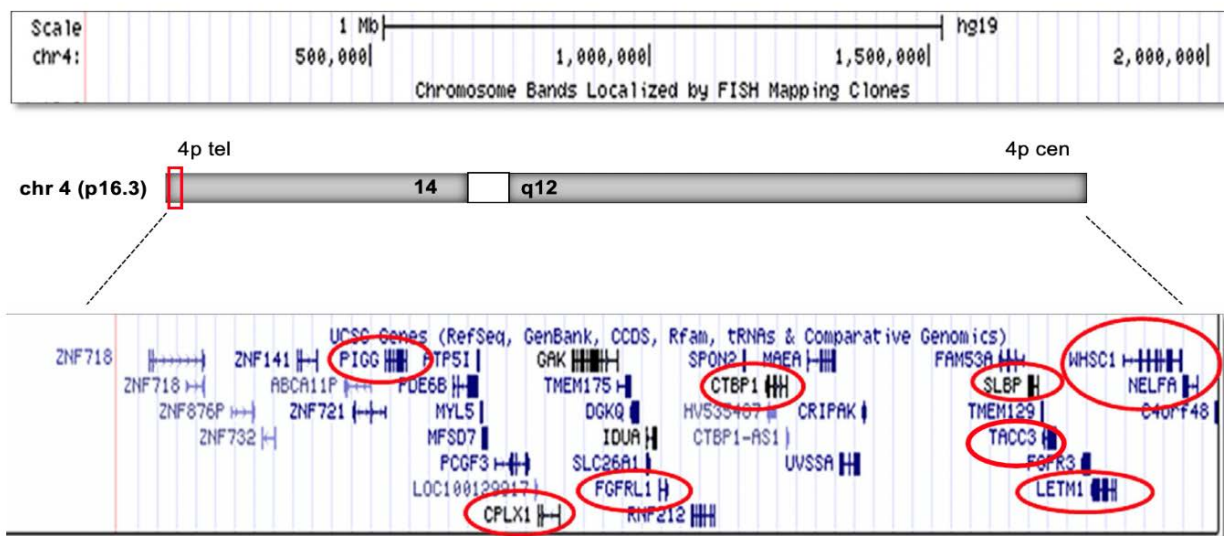 Scale 1 Mb hg19
chr4: 500,000 1,000,000 1,500,000 2,000,000
Chromosome Bands Localized by FISH Mapping Clones
4p tel 4p cen
chr 4 (p16.3) 14 q12
UCSC Genes (RefSeq, GenBank, CCDS, Rfam, tRNAs & Comparative Genomics)
ZNF718 ZNF141 PIGG ATP5I GAK SPON2 MAEA FAM53A WHSC1
ZNF718 ABCA11P PDE6B TMEM175 CTBP1 SLBP NELFA
ZNF876P ZNF721 MYL5 DGKQ HV535487 CRIPAK TMEM129 C4orf48
ZNF732 MFSD7 IDUA CTBP1-AS1 TACC3
PCGF3 SLC26A1 UVSSA FGFR3
LOC100129917 FGFRL1 LETM1
CPLX1 RNF212